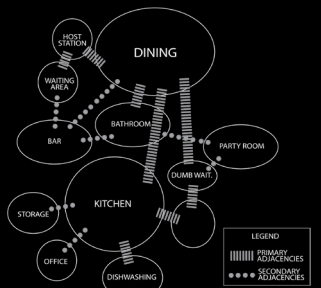 HOST
STATION
DINING
WAITING
AREA
BATHROOM
BAR
PARTY ROOM
DUMB WAIT.
KITCHEN
STORAGE
OFFICE
DISHWASHING
LEGEND
PRIMARY
ADJACENCIES
SECONDARY
ADJACENCIES